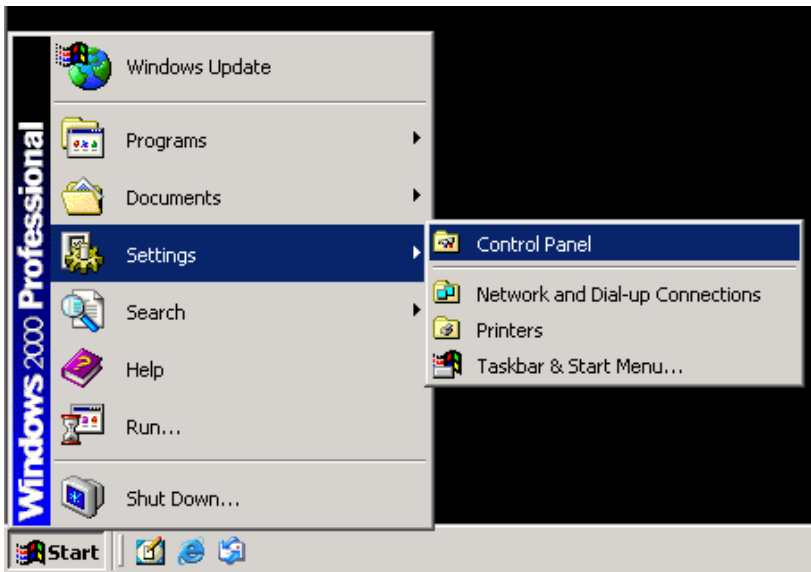 Windows 2000 Professional
Windows Update
Programs
Documents
Settings
Search
Help
Run...
Shut Down...
Control Panel
Network and Dial-up Connections
Printers
Taskbar & Start Menu...
Start